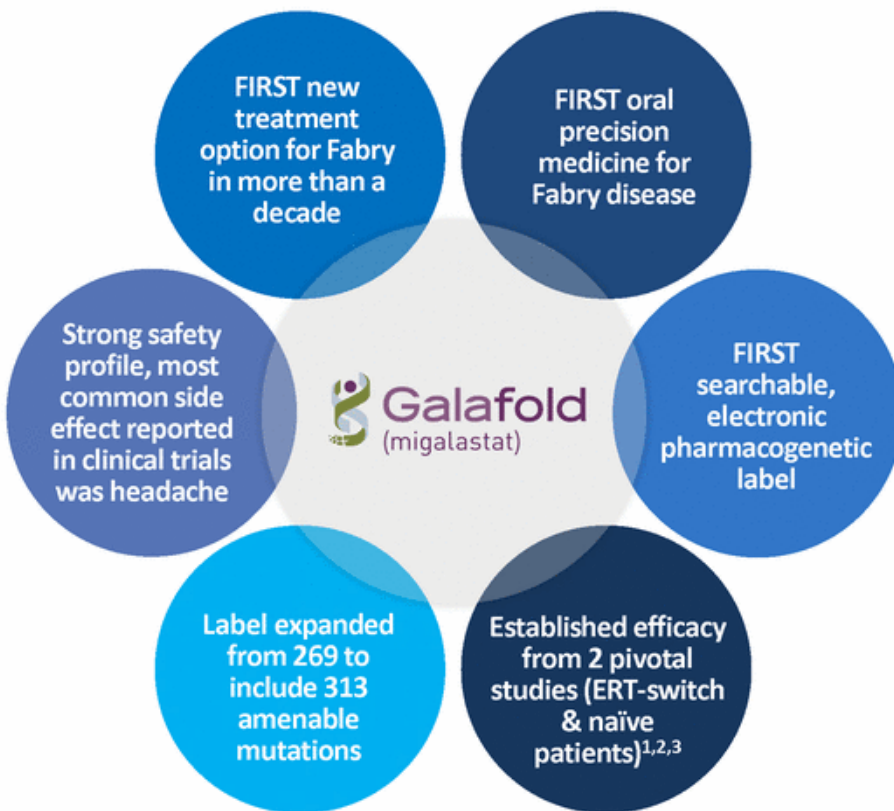 FIRST new
treatment
option for Fabry
in more than a
decade
FIRST oral
precision
medicine for
Fabry disease
Strong safety
profile, most
common side
effect reported
in clinical trials
was headache
Galafold
(migalastat)
FIRST
searchable,
electronic
pharmacogenetic
label
Label expanded
from 269 to
include 313
amenable
mutations
Established efficacy
from 2 pivotal
studies (ERT-switch
& naïve
patients)1,2,3